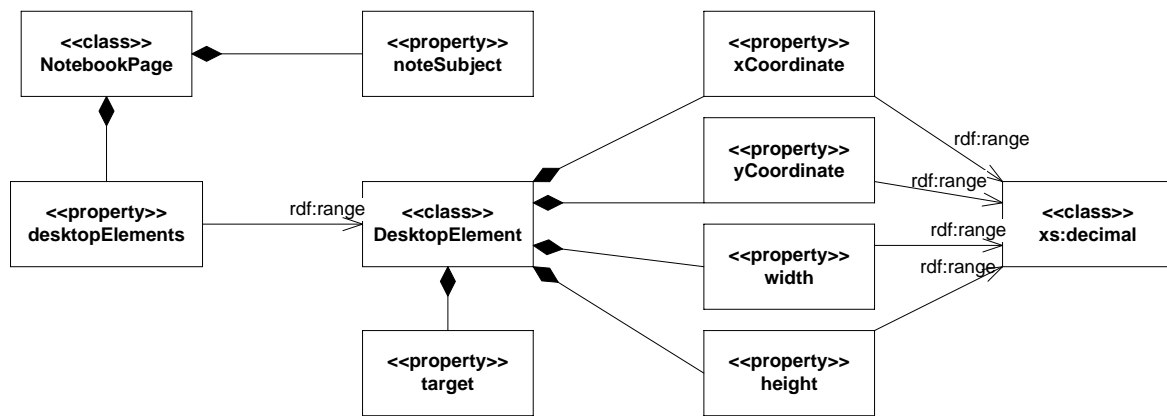 <<class>>
NotebookPage
<<property>>
noteSubject
<<property>>
xCoordinate
<<property>>
yCoordinate
rdf:range
rdf:range
<<property>>
desktopElements
rdf:range
<<class>>
DesktopElement
<<class>>
xs:decimal
<<property>>
width
rdf:range
rdf:range
<<property>>
target
<<property>>
height